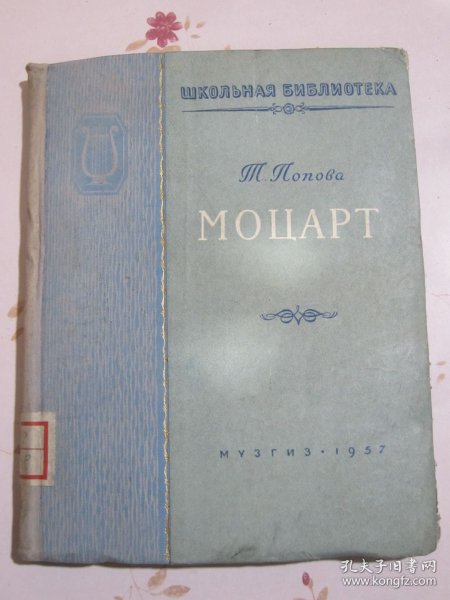 ШКОЛЬНАЯ БИБЛИОТЕКА
Т. Попова
МОЦАРТ
МУЗГИЗ · 1957
孔夫子旧书网
www.kongfz.com